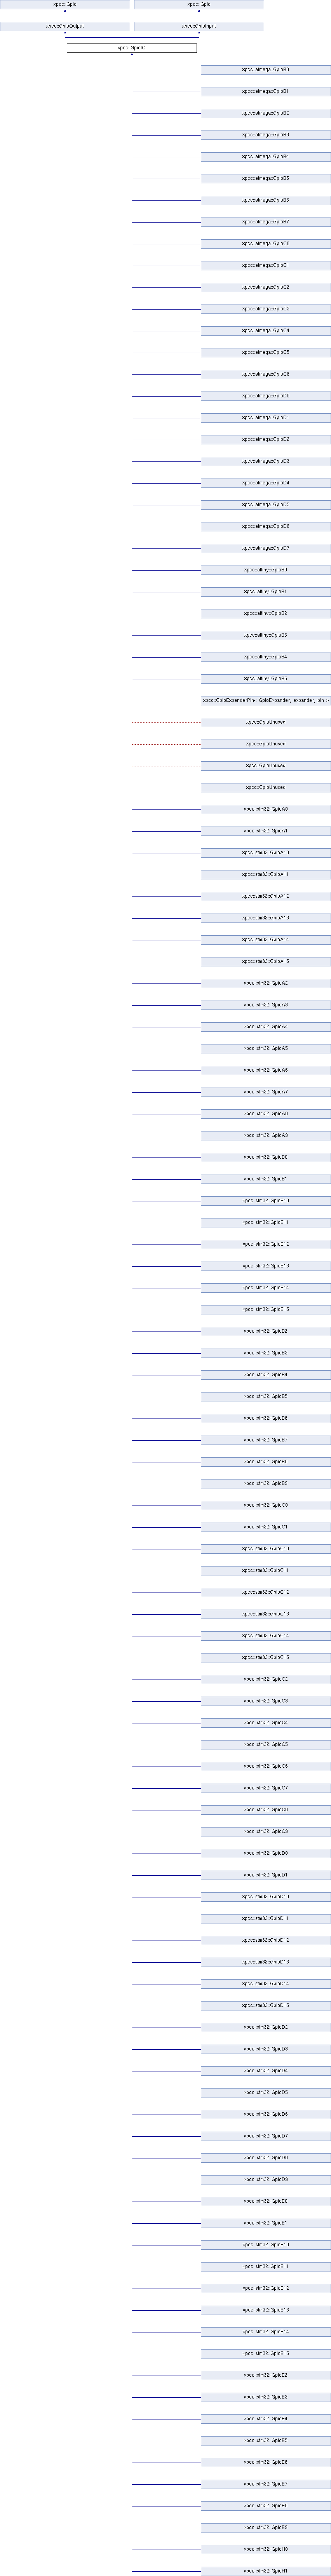 xpcc::Gpio
xpcc::Gpio
xpcc::GpioOutput
xpcc::GpioInput
xpcc::GpioIO
xpcc::atmega::GpioB0
xpcc::atmega::GpioB1
xpcc::atmega::GpioB2
xpcc::atmega::GpioB3
xpcc::atmega::GpioB4
xpcc::atmega::GpioB5
xpcc::atmega::GpioB6
xpcc::atmega::GpioB7
xpcc::atmega::GpioC0
xpcc::atmega::GpioC1
xpcc::atmega::GpioC2
xpcc::atmega::GpioC3
xpcc::atmega::GpioC4
xpcc::atmega::GpioC5
xpcc::atmega::GpioC6
xpcc::atmega::GpioD0
xpcc::atmega::GpioD1
xpcc::atmega::GpioD2
xpcc::atmega::GpioD3
xpcc::atmega::GpioD4
xpcc::atmega::GpioD5
xpcc::atmega::GpioD6
xpcc::atmega::GpioD7
xpcc::attiny::GpioB0
xpcc::attiny::GpioB1
xpcc::attiny::GpioB2
xpcc::attiny::GpioB3
xpcc::attiny::GpioB4
xpcc::attiny::GpioB5
xpcc::GpioExpanderPin< GpioExpander, expander, pin >
xpcc::GpioUnused
xpcc::GpioUnused
xpcc::GpioUnused
xpcc::GpioUnused
xpcc::stm32::GpioA0
xpcc::stm32::GpioA1
xpcc::stm32::GpioA10
xpcc::stm32::GpioA11
xpcc::stm32::GpioA12
xpcc::stm32::GpioA13
xpcc::stm32::GpioA14
xpcc::stm32::GpioA15
xpcc::stm32::GpioA2
xpcc::stm32::GpioA3
xpcc::stm32::GpioA4
xpcc::stm32::GpioA5
xpcc::stm32::GpioA6
xpcc::stm32::GpioA7
xpcc::stm32::GpioA8
xpcc::stm32::GpioA9
xpcc::stm32::GpioB0
xpcc::stm32::GpioB1
xpcc::stm32::GpioB10
xpcc::stm32::GpioB11
xpcc::stm32::GpioB12
xpcc::stm32::GpioB13
xpcc::stm32::GpioB14
xpcc::stm32::GpioB15
xpcc::stm32::GpioB2
xpcc::stm32::GpioB3
xpcc::stm32::GpioB4
xpcc::stm32::GpioB5
xpcc::stm32::GpioB6
xpcc::stm32::GpioB7
xpcc::stm32::GpioB8
xpcc::stm32::GpioB9
xpcc::stm32::GpioC0
xpcc::stm32::GpioC1
xpcc::stm32::GpioC10
xpcc::stm32::GpioC11
xpcc::stm32::GpioC12
xpcc::stm32::GpioC13
xpcc::stm32::GpioC14
xpcc::stm32::GpioC15
xpcc::stm32::GpioC2
xpcc::stm32::GpioC3
xpcc::stm32::GpioC4
xpcc::stm32::GpioC5
xpcc::stm32::GpioC6
xpcc::stm32::GpioC7
xpcc::stm32::GpioC8
xpcc::stm32::GpioC9
xpcc::stm32::GpioD0
xpcc::stm32::GpioD1
xpcc::stm32::GpioD10
xpcc::stm32::GpioD11
xpcc::stm32::GpioD12
xpcc::stm32::GpioD13
xpcc::stm32::GpioD14
xpcc::stm32::GpioD15
xpcc::stm32::GpioD2
xpcc::stm32::GpioD3
xpcc::stm32::GpioD4
xpcc::stm32::GpioD5
xpcc::stm32::GpioD6
xpcc::stm32::GpioD7
xpcc::stm32::GpioD8
xpcc::stm32::GpioD9
xpcc::stm32::GpioE0
xpcc::stm32::GpioE1
xpcc::stm32::GpioE10
xpcc::stm32::GpioE11
xpcc::stm32::GpioE12
xpcc::stm32::GpioE13
xpcc::stm32::GpioE14
xpcc::stm32::GpioE15
xpcc::stm32::GpioE2
xpcc::stm32::GpioE3
xpcc::stm32::GpioE4
xpcc::stm32::GpioE5
xpcc::stm32::GpioE6
xpcc::stm32::GpioE7
xpcc::stm32::GpioE8
xpcc::stm32::GpioE9
xpcc::stm32::GpioH0
xpcc::stm32::GpioH1